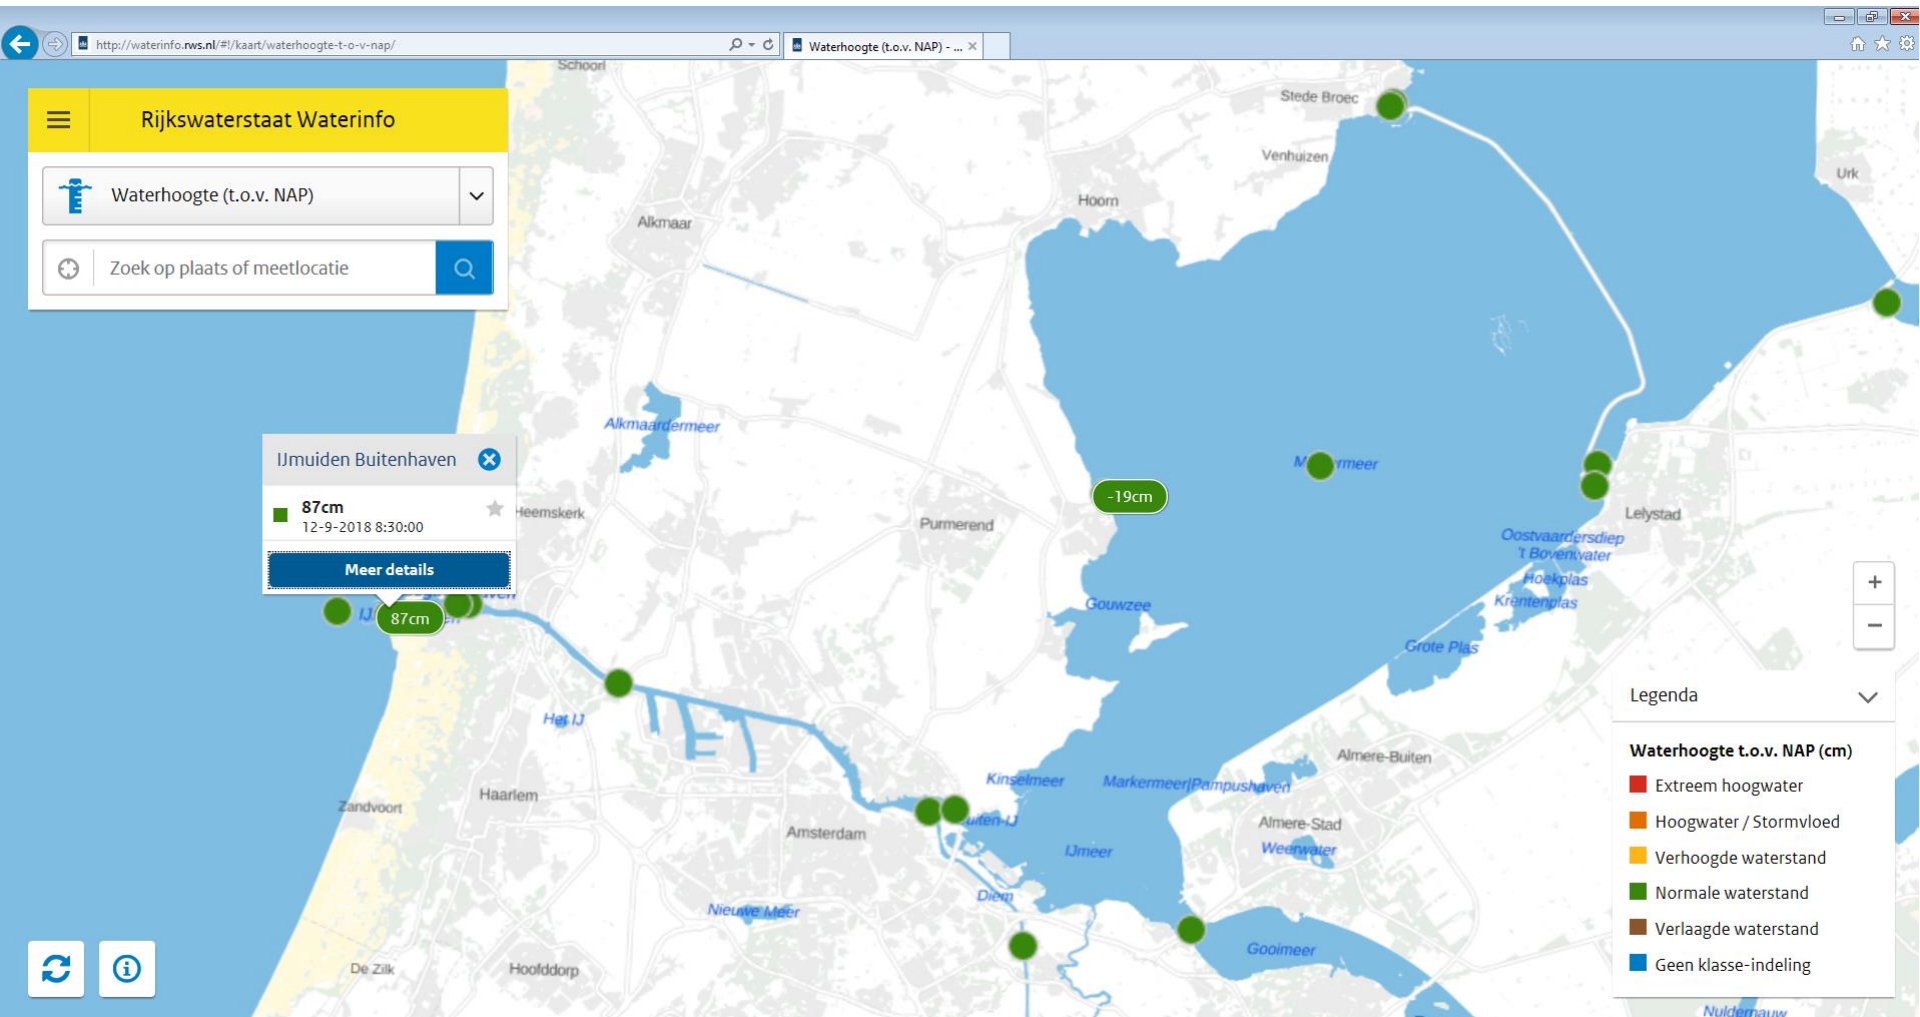 http://waterinfo.rws.nl/#!/kaart/waterhoogte-t-o-v-nap/
Waterhoogte (t.o.v. NAP) - ...
Schoorl
Stede Broec
Rijkswaterstaat Waterinfo
Venhuizen
Urk
Waterhoogte (t.o.v. NAP)
Hoorn
Alkmaar
Zoek op plaats of meetlocatie
Alkmaardermeer
IJmuiden Buitenhaven
-19cm
87cm
12-9-2018 8:30:00
Heemskerk
Purmerend
Lelystad
Oostvaardersdiep
't Bovenwater
Meer details
Hoekplas
Krentenplas
Gouwzee
87cm
Grote Plas
Legenda
Het IJ
Waterhoogte t.o.v. NAP (cm)
Almere-Buiten
Kinselmeer
Markermeer|Pampushaven
Extreem hoogwater
Haarlem
Zandvoort
Hoogwater / Stormvloed
Almere-Stad
Amsterdam
Weerwater
IJmeer
Verhoogde waterstand
Normale waterstand
Diem
Nieuwe Meer
Verlaagde waterstand
Gooimeer
De Zilk
Hoofddorp
Geen klasse-indeling
Nuldernauw